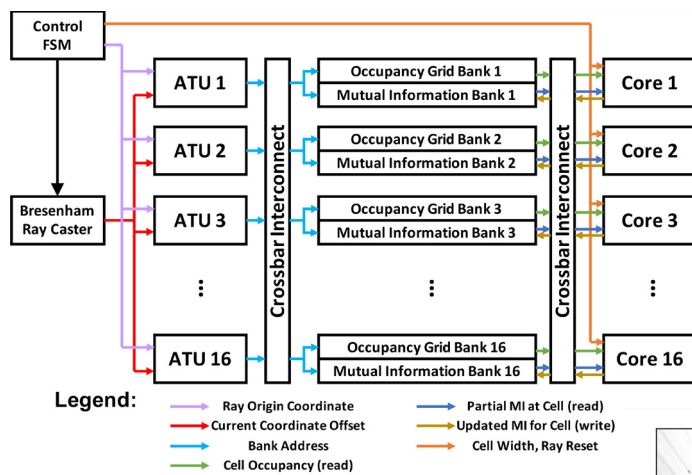 Control
FSM
Bresenham
Ray Caster
ATU 1
ATU 2
ATU 3
⋮
ATU 16
Crossbar Interconnect
Occupancy Grid Bank 1
Mutual Information Bank 1
Occupancy Grid Bank 2
Mutual Information Bank 2
Occupancy Grid Bank 3
Mutual Information Bank 3
⋮
Occupancy Grid Bank 16
Mutual Information Bank 16
Crossbar Interconnect
Core 1
Core 2
Core 3
⋮
Core 16
Legend:
Ray Origin Coordinate
Current Coordinate Offset
Bank Address
Cell Occupancy (read)
Partial MI at Cell (read)
Updated MI for Cell (write)
Cell Width, Ray Reset